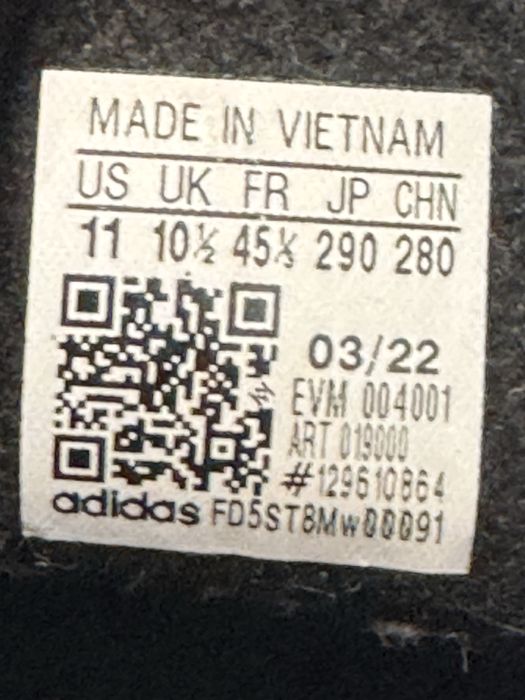 MADE IN VIETNAM
US UK FR JP CHN
11 10½ 45⅓ 290 280
03/22
EVM 004001
ART 019000
#129610864
adidas FD5ST8Mw00091